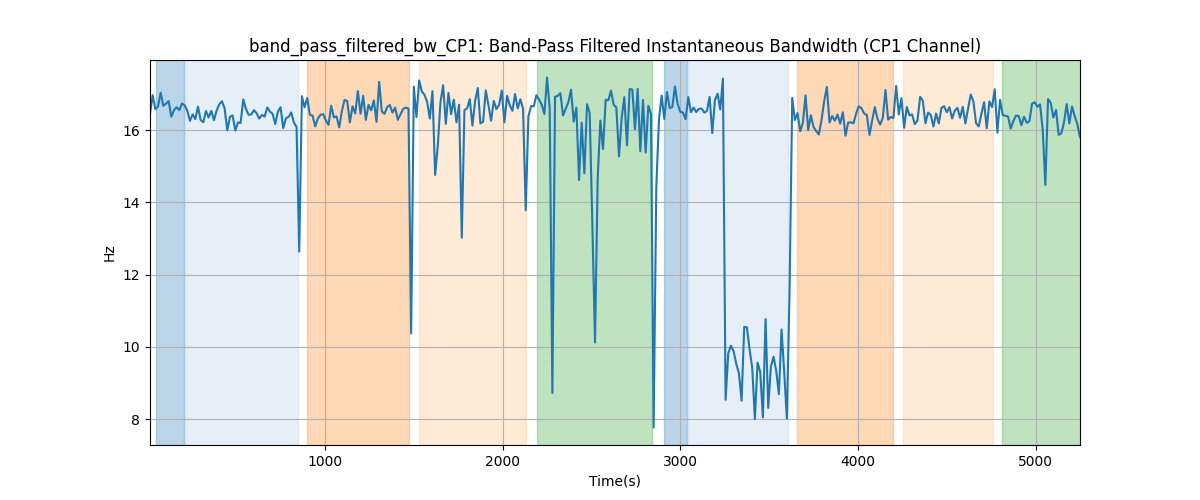 band_pass_filtered_bw_CP1: Band-Pass Filtered Instantaneous Bandwidth (CP1 Channel)
16
14
12
10
8
Hz
1000 2000 3000 4000 5000
Time(s)